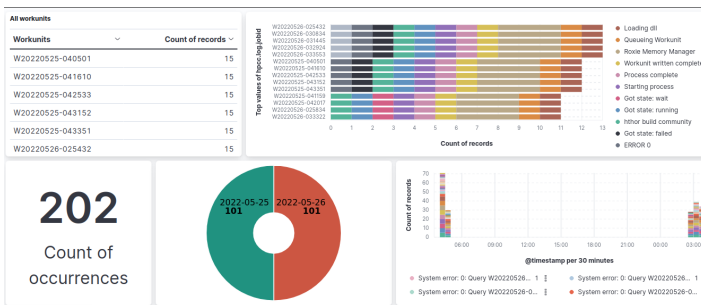 All workunits
Workunits
Count of records
W20220525-040501 15
W20220525-041610 15
W20220525-042533 15
W20220525-043152 15
W20220525-043351 15
W20220526-025432 15
Top values of hpcc.log.jobid
W20220526-025432
W20220526-030834
W20220526-031445
W20220526-032824
W20220526-033553
W20220525-040501
W20220525-041610
W20220525-042533
W20220525-043152
W20220525-043351
W20220525-041159
W20220526-042017
W20220526-025834
W20220526-033322
0 1 2 3 4 5 6 7 8 9 10 11 12 13
Count of records
Loading dll
Queueing Workunit
Roxie Memory Manager
Workunit written complete
Process complete
Starting process
Got state: wait
Got state: running
hthor build community
Got state: failed
ERROR 0
202
Count of
occurrences
2022-05-25
101
2022-05-26
101
Count of records
70
60
50
40
30
20
10
0
06:00 09:00 12:00 15:00 18:00 21:00 00:00 03:00
@timestamp per 30 minutes
System error: 0: Query W20220526... 1
System error: 0: Query W20220526... 1
System error: 0: Query W20220526-0...
System error: 0: Query W20220526-0...